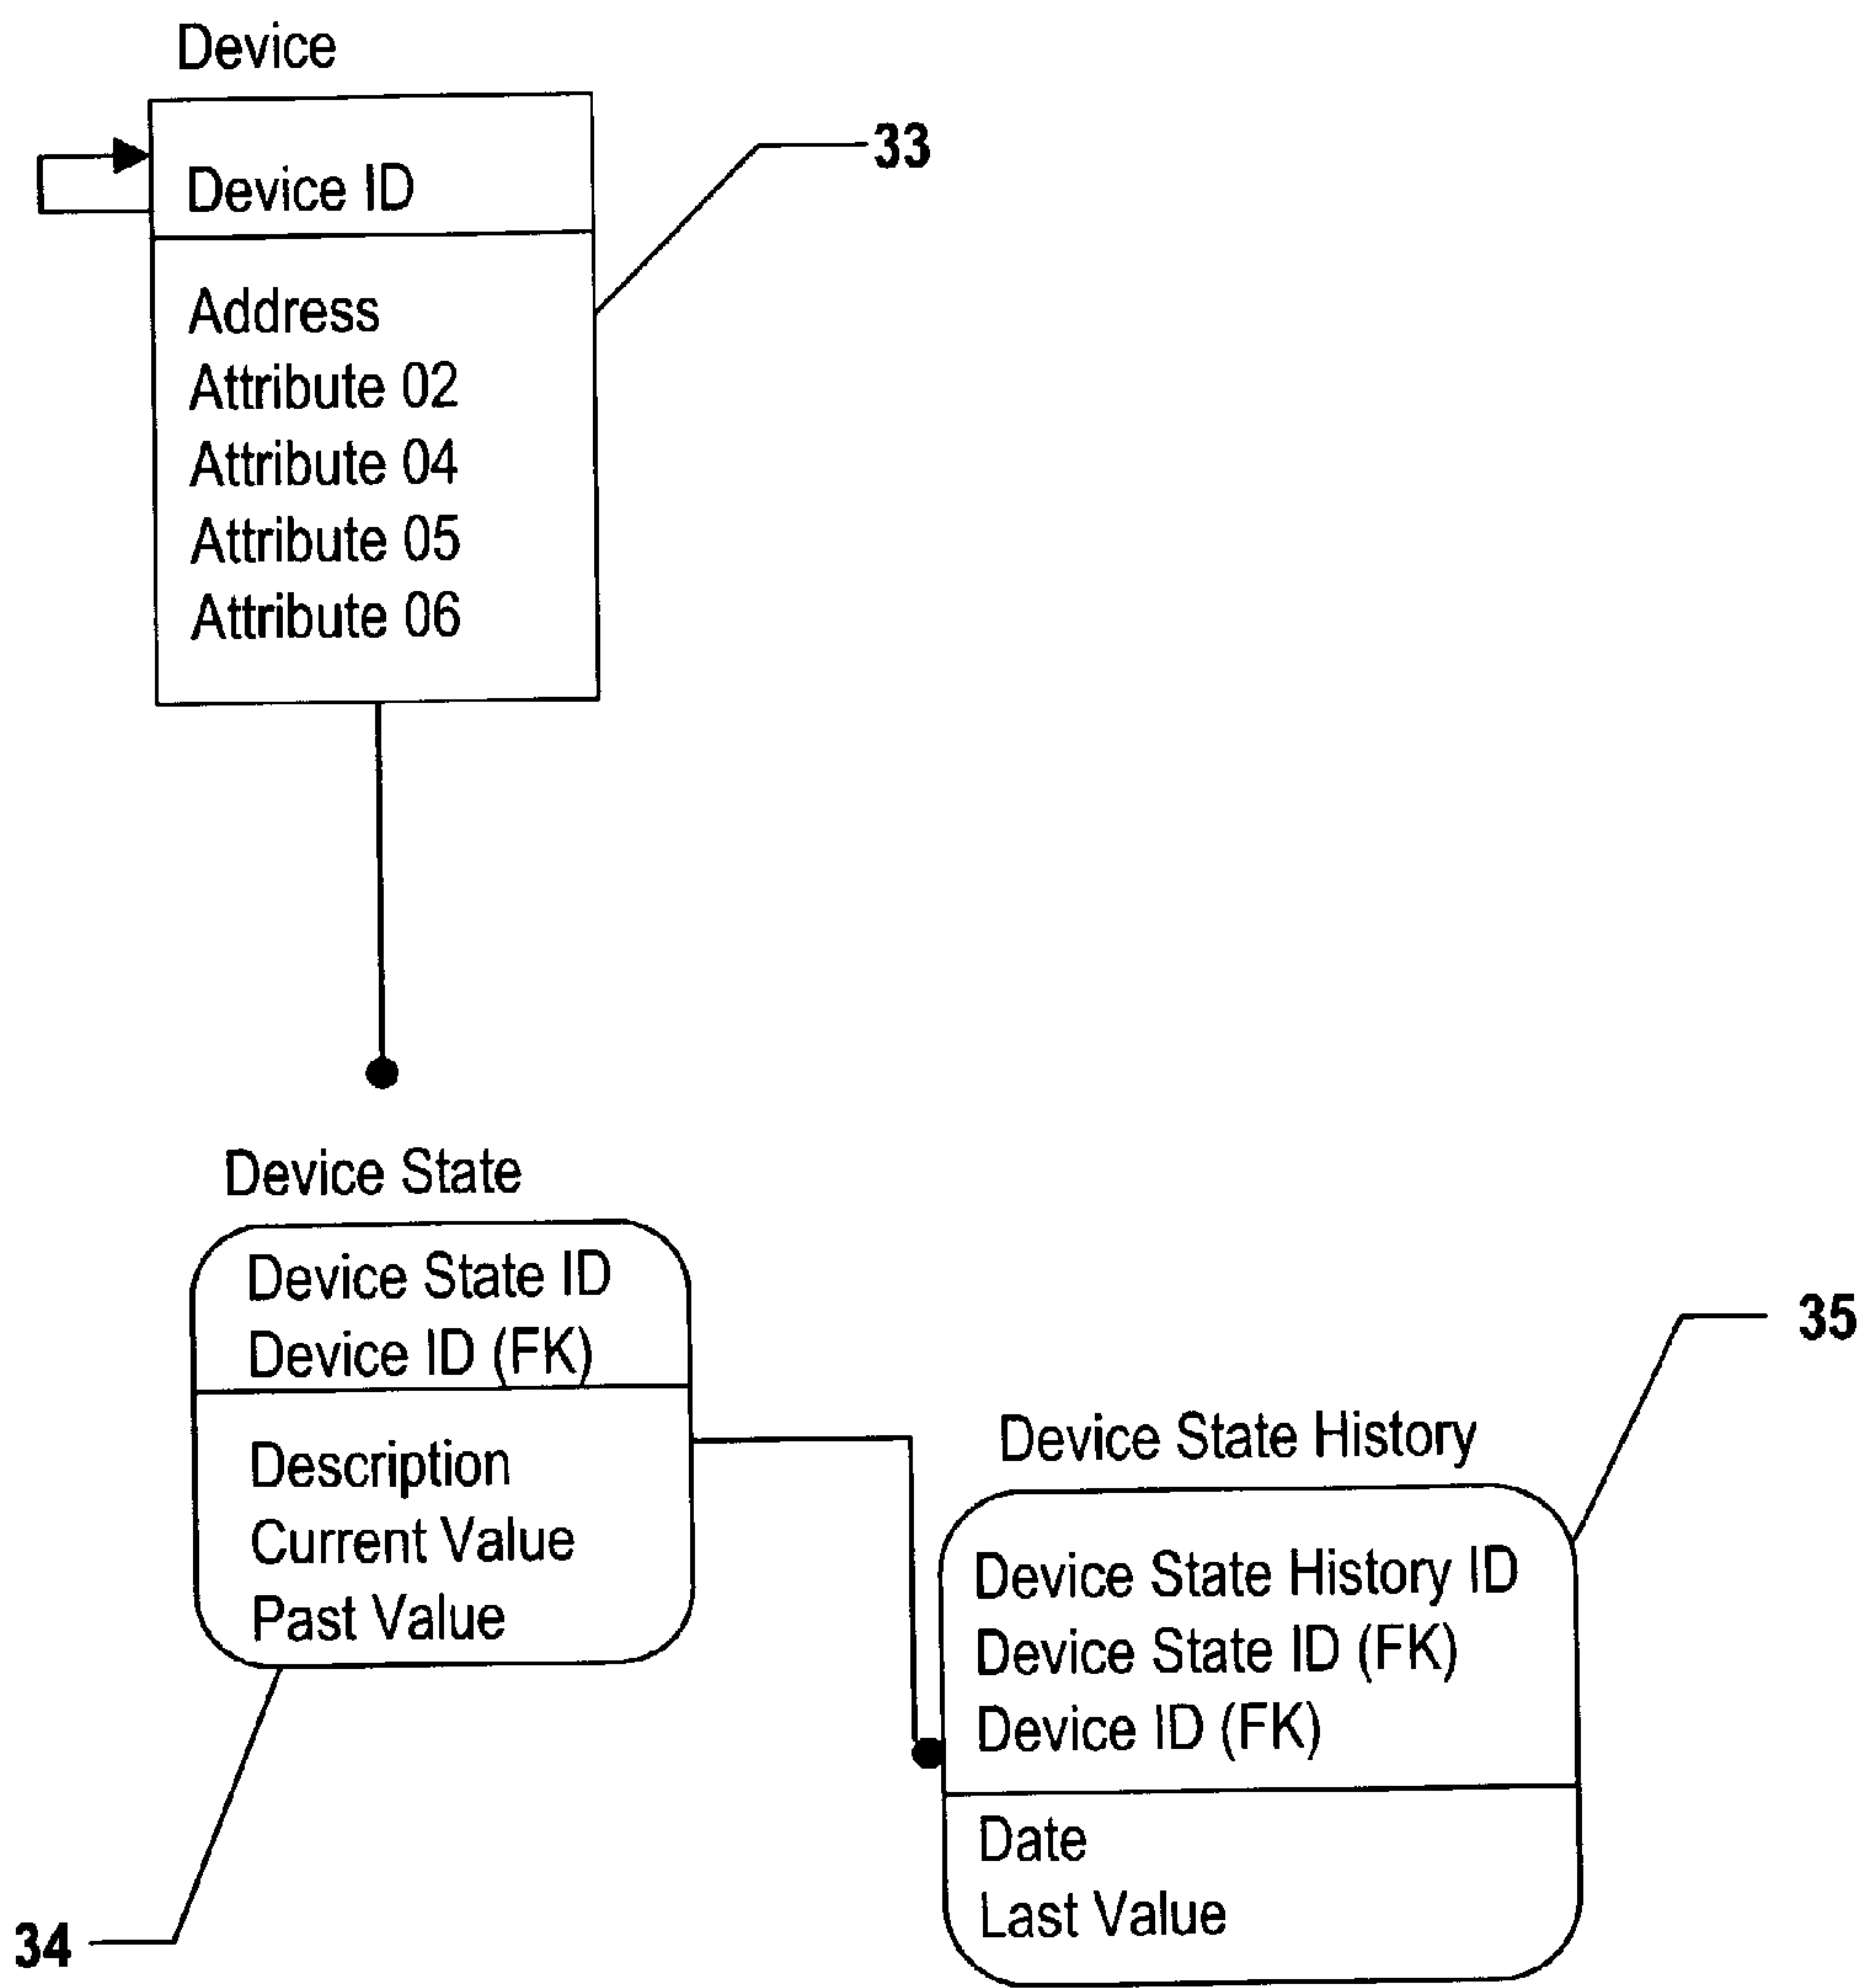 Device
33
Device ID
Address
Attribute 02
Attribute 04
Attribute 05
Attribute 06
Device State
Device State ID
Device ID (FK)
Description
Current Value
Past Value
34
35
Device State History
Device State History ID
Device State ID (FK)
Device ID (FK)
Date
Last Value